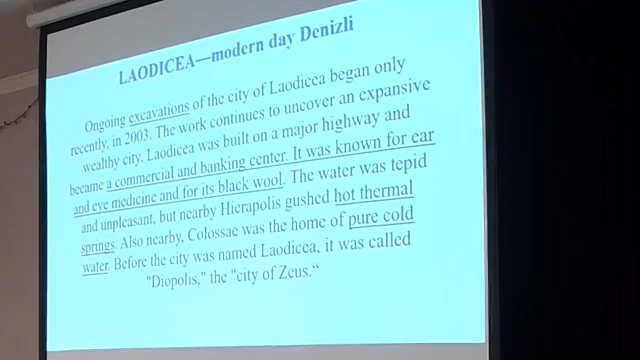 LAODICEA—modern day Denizli
Ongoing excavations of the city of Laodicea began only
recently, in 2003. The work continues to uncover an expansive
wealthy city. Laodicea was built on a major highway and
became a commercial and banking center. It was known for ear
and eye medicine and for its black wool. The water was tepid
and unpleasant, but nearby Hierapolis gushed hot thermal
springs. Also nearby, Colossae was the home of pure cold
water. Before the city was named Laodicea, it was called
"Diopolis," the "city of Zeus.“